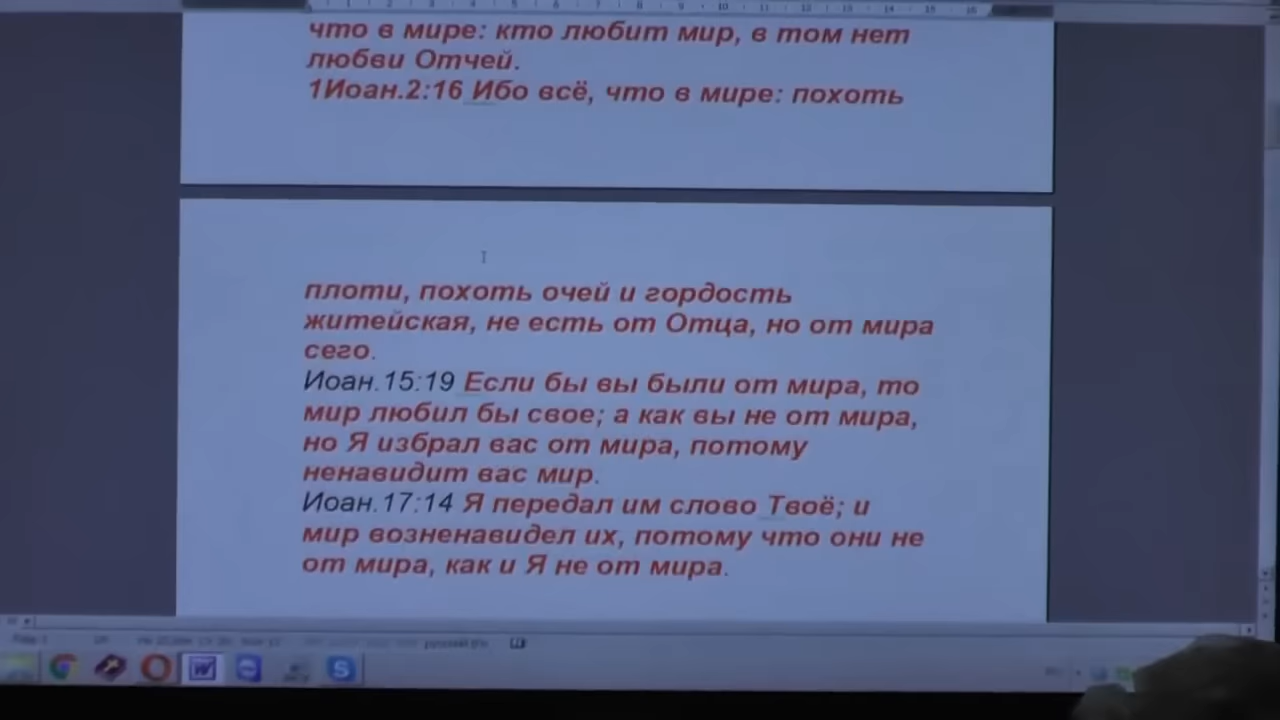 что в мире: кто любит мир, в том нет
любви Отчей.
1Иоан.2:16 Ибо всё, что в мире: похоть
плоти, похоть очей и гордость
житейская, не есть от Отца, но от мира
сего.
Иоан.15:19 Если бы вы были от мира, то
мир любил бы свое; а как вы не от мира,
но Я избрал вас от мира, потому
ненавидит вас мир.
Иоан.17:14 Я передал им слово Твоё; и
мир возненавидел их, потому что они не
от мира, как и Я не от мира.